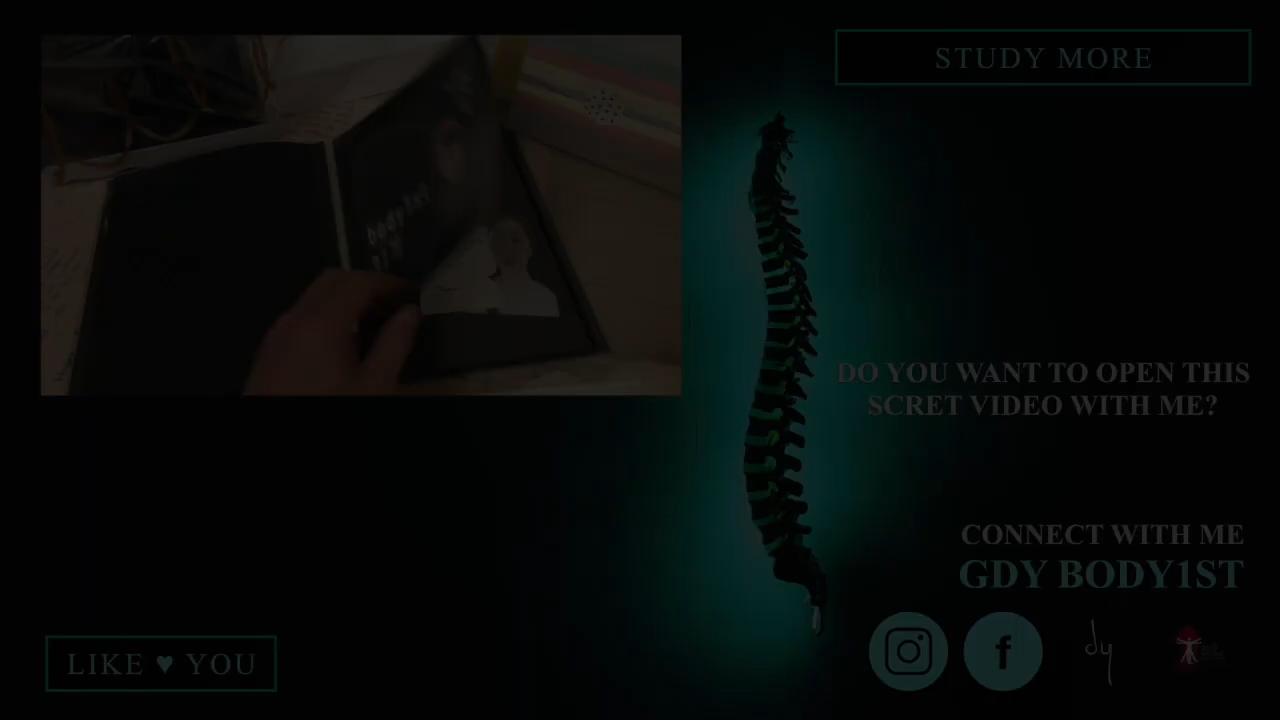 STUDY MORE
DO YOU WANT TO OPEN THIS
SCRET VIDEO WITH ME?
CONNECT WITH ME
GDY BODY1ST
LIKE ♥ YOU
f
dy